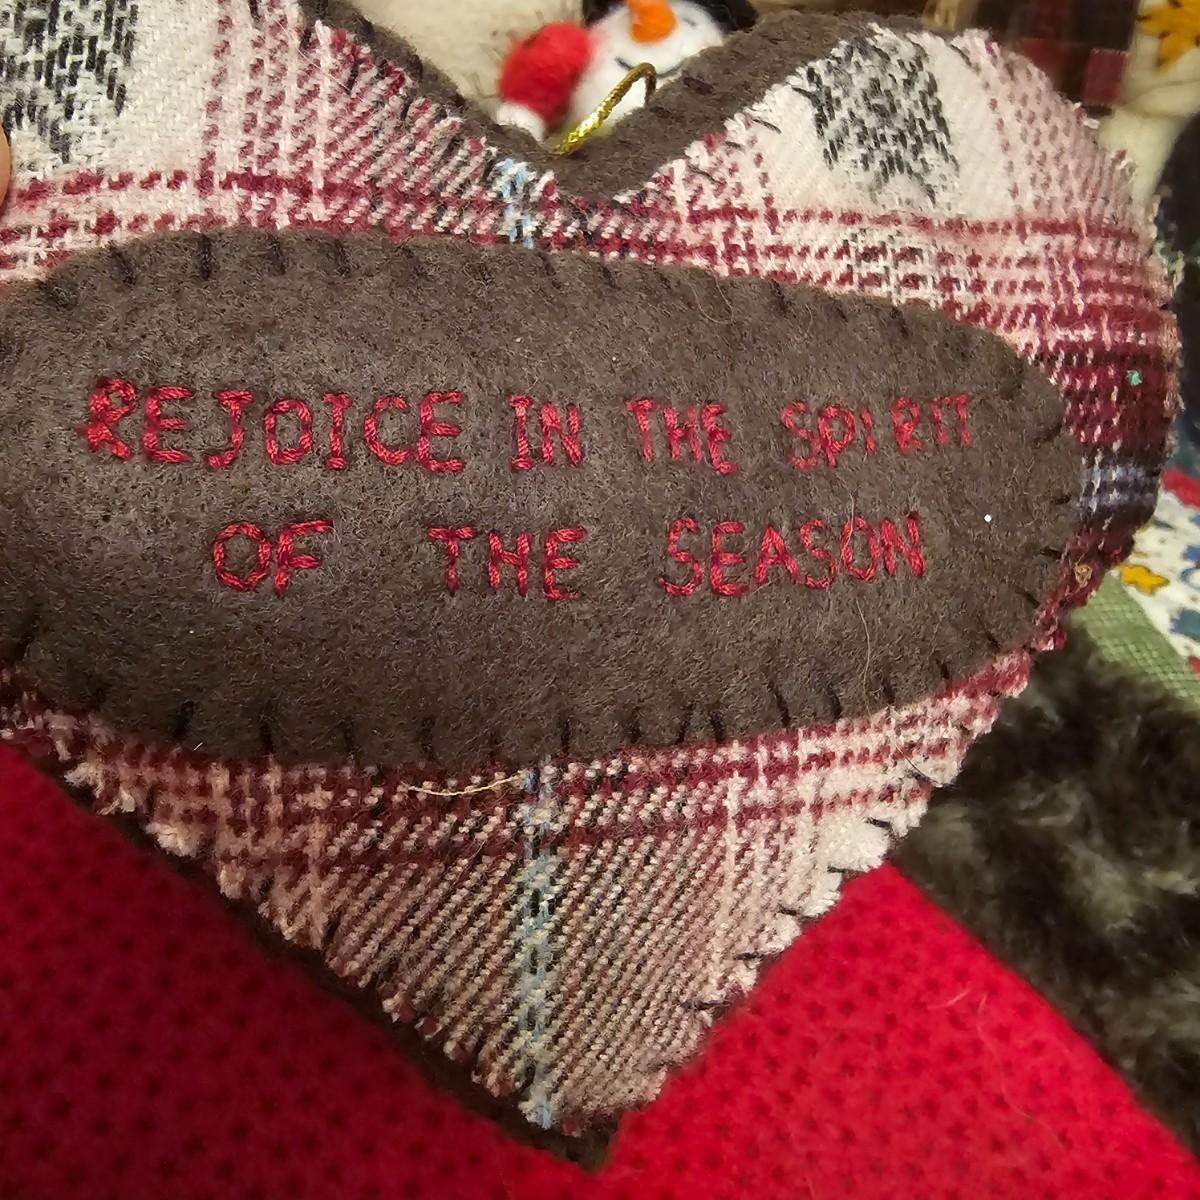 REJOICE IN THE SPIRIT
OF THE SEASON